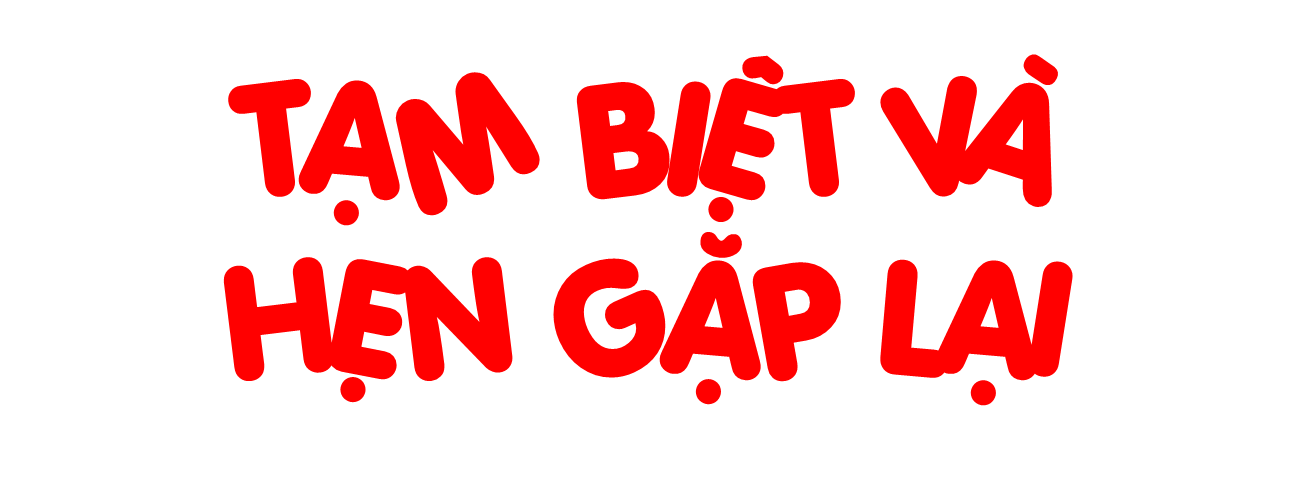 TẠM BIỆT VÀ
HẸN GẶP LẠI